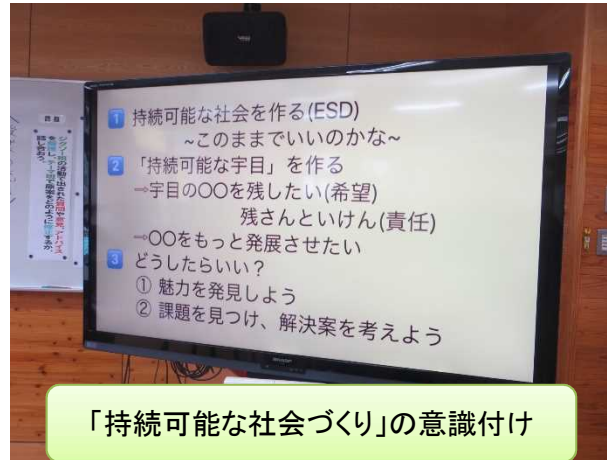 1 持続可能な社会を作る(ESD)
~このままでいいのかな~
2 「持続可能な宇目」を作る
⇒宇目の〇〇を残したい(希望)
残さんといけん(責任)
⇒〇〇をもっと発展させたい
3 どうしたらいい？
① 魅力を発見しよう
② 課題を見つけ、解決案を考えよう
「持続可能な社会づくり」の意識付け